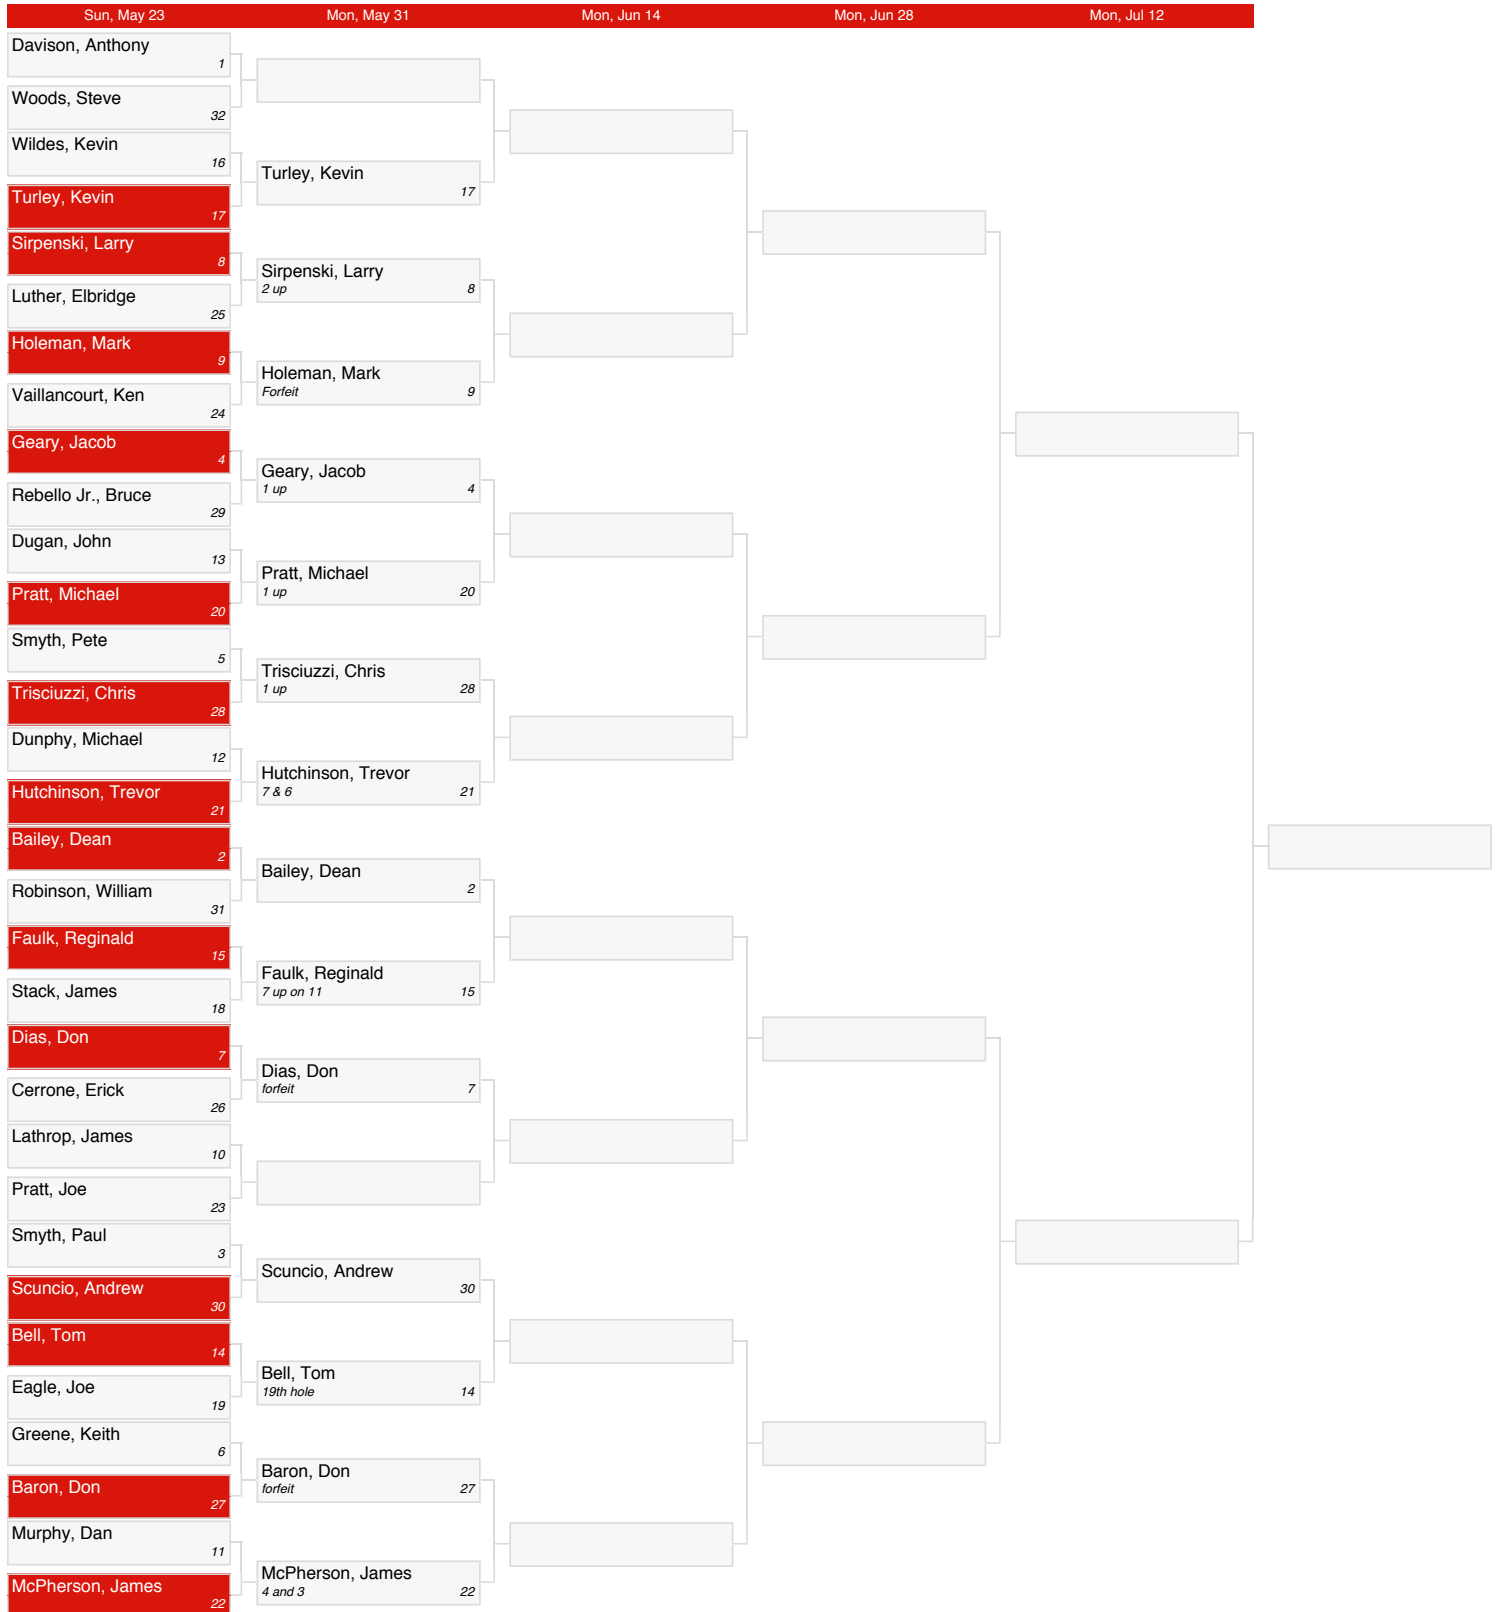 Sun, May 23
Mon, May 31
Mon, Jun 14
Mon, Jun 28
Mon, Jul 12
Davison, Anthony
1
Woods, Steve
32
Wildes, Kevin
16
Turley, Kevin
17
Sirpenski, Larry
8
Luther, Elbridge
25
Holeman, Mark
9
Vaillancourt, Ken
24
Geary, Jacob
4
Rebello Jr., Bruce
29
Dugan, John
13
Pratt, Michael
20
Smyth, Pete
5
Trisciuzzi, Chris
28
Dunphy, Michael
12
Hutchinson, Trevor
21
Bailey, Dean
2
Robinson, William
31
Faulk, Reginald
15
Stack, James
18
Dias, Don
7
Cerrone, Erick
26
Lathrop, James
10
Pratt, Joe
23
Smyth, Paul
3
Scuncio, Andrew
30
Bell, Tom
14
Eagle, Joe
19
Greene, Keith
6
Baron, Don
27
Murphy, Dan
11
McPherson, James
22
Turley, Kevin
17
Sirpenski, Larry
2 up 8
Holeman, Mark
Forfeit 9
Geary, Jacob
1 up 4
Pratt, Michael
1 up 20
Trisciuzzi, Chris
1 up 28
Hutchinson, Trevor
7 & 6 21
Bailey, Dean
2
Faulk, Reginald
7 up on 11 15
Dias, Don
forfeit 7
Scuncio, Andrew
30
Bell, Tom
19th hole 14
Baron, Don
forfeit 27
McPherson, James
4 and 3 22